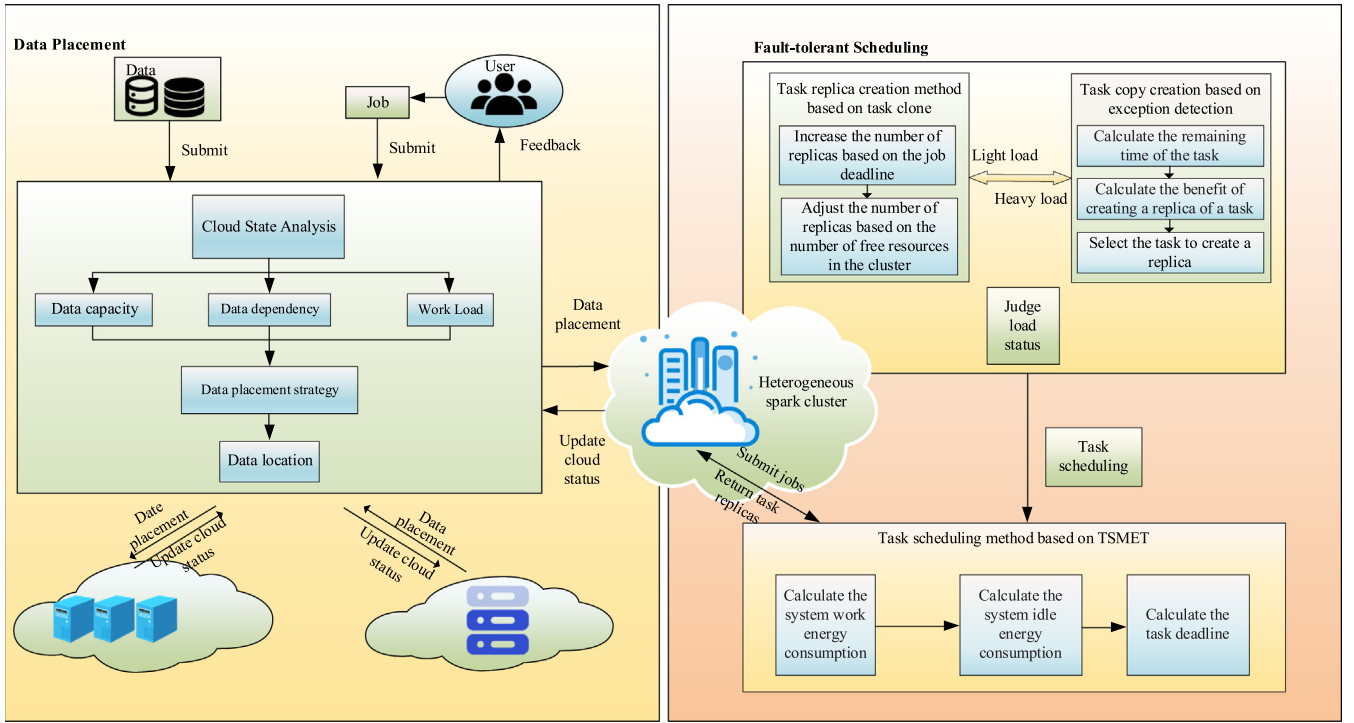 Data Placement
Data
User
Job
Submit
Submit
Feedback
Cloud State Analysis
Data capacity
Data dependency
Work Load
Data placement strategy
Data location
Data
placement
Update
cloud
status
Date
placement
Update cloud
status
Data
placement
Update cloud
status
Heterogeneous
spark cluster
Submit jobs
Return task
replicas
Fault-tolerant Scheduling
Task replica creation method
based on task clone
Increase the number of
replicas based on the job
deadline
Adjust the number of
replicas based on the
number of free resources
in the cluster
Light load
Heavy load
Task copy creation based on
exception detection
Calculate the remaining
time of the task
Calculate the benefit of
creating a replica of a task
Select the task to create a
replica
Judge
load
status
Task
scheduling
Task scheduling method based on TSMET
Calculate the
system work
energy
consumption
Calculate the
system idle
energy
consumption
Calculate the
task deadline